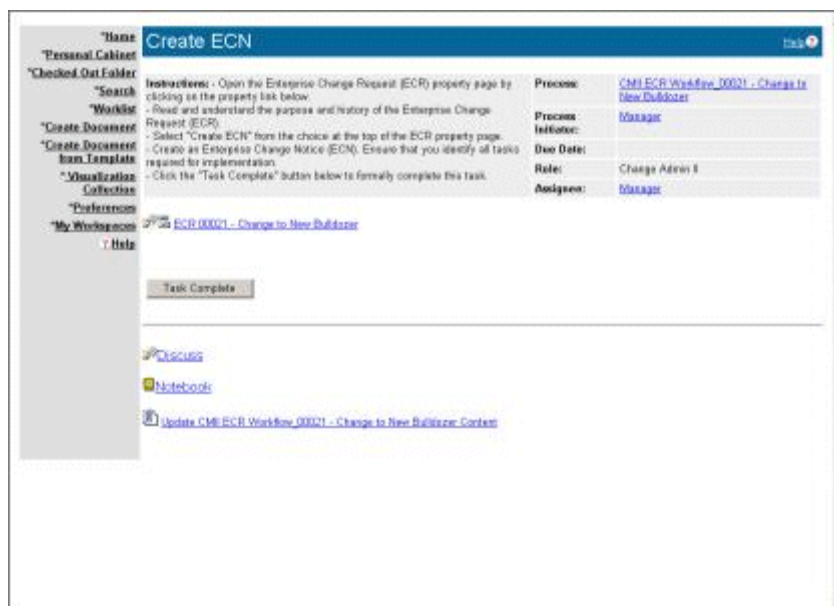 *Home
*Personal Cabinet
*Checked Out Folder
*Search
*Worklist
*Create Document
*Create Document
from Template
*Visualization
Collection
*Preferences
*My Workspaces
? Help
Create ECN
Help ?
Instructions: - Open the Enterprise Change Request (ECR) property page by
clicking on the property link below.
- Read and understand the purpose and history of the Enterprise Change
Request (ECR).
- Select "Create ECN" from the choice at the top of the ECR property page.
- Create an Enterprise Change Notice (ECN). Ensure that you identify all tasks
required for implementation.
- Click the "Task Complete" button below to formally complete this task.
Process: CMII ECR Workflow_00021 - Change to
New Bulldozer
Process
Initiator: Manager
Due Date:
Role: Change Admin II
Assignee: Manager
ECR 00021 - Change to New Bulldozer
Task Complete
Discuss
Notebook
Update CMII ECR Workflow_00021 - Change to New Bulldozer Content